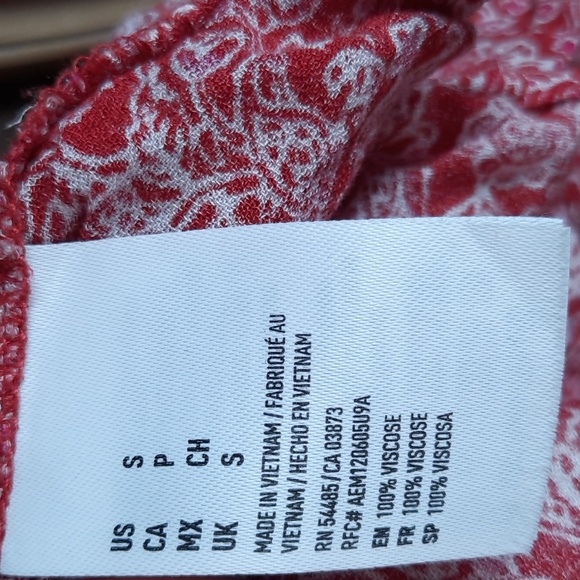 US S
CA P
MX CH
UK S
MADE IN VIETNAM / FABRIQUÉ AU
VIETNAM / HECHO EN VIETNAM
RN 54485 / CA 03873
RFC# AEM120605U9A
EN 100% VISCOSE
FR 100% VISCOSE
SP 100% VISCOSA